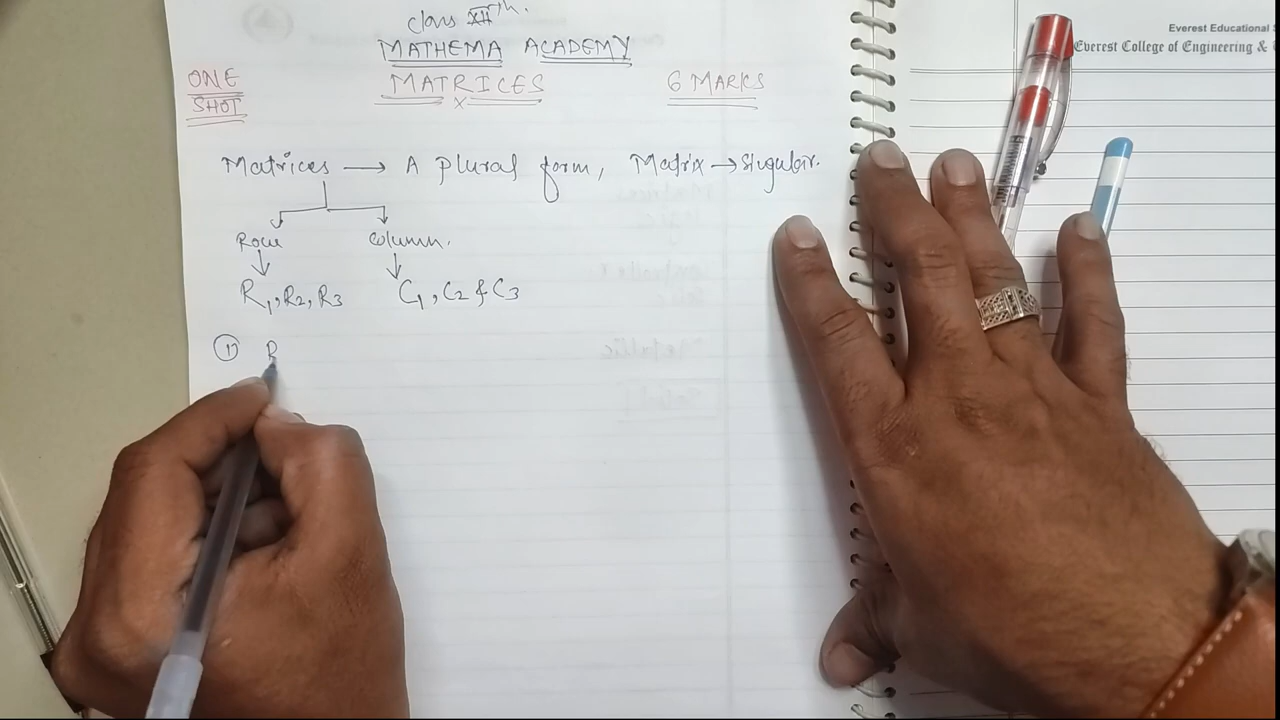 Class XIIth.
MATHEMA ACADEMY
ONE SHOT
MATRICES
6 MARKS
Matrices → A plural form, Matrix → Singular.
Row Column.
R1, R2, R3 C1, C2 & C3
① R
Everest Educational
Everest College of Engineering &